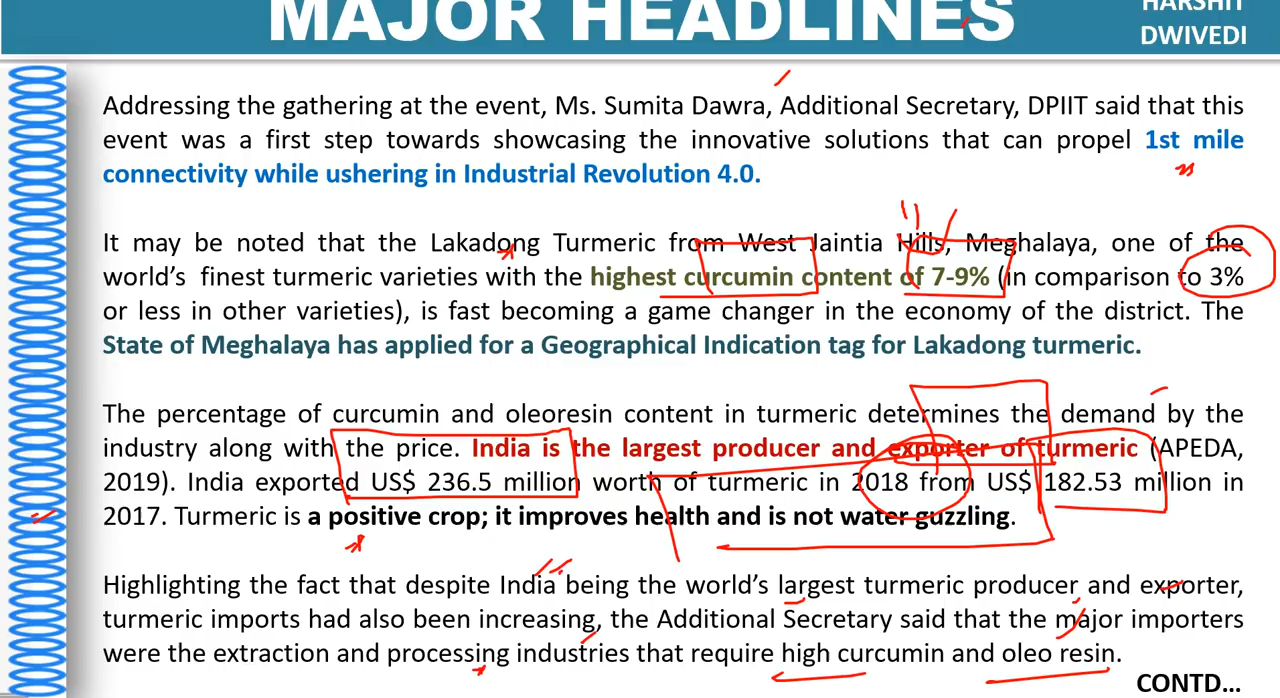 MAJOR HEADLINES
HARSHIT
DWIVEDI
Addressing the gathering at the event, Ms. Sumita Dawra, Additional Secretary, DPIIT said that this
event was a first step towards showcasing the innovative solutions that can propel 1st mile
connectivity while ushering in Industrial Revolution 4.0.
It may be noted that the Lakadong Turmeric from West Jaintia Hills, Meghalaya, one of the
world's finest turmeric varieties with the highest curcumin content of 7-9% (in comparison to 3%
or less in other varieties), is fast becoming a game changer in the economy of the district. The
State of Meghalaya has applied for a Geographical Indication tag for Lakadong turmeric.
The percentage of curcumin and oleoresin content in turmeric determines the demand by the
industry along with the price. India is the largest producer and exporter of turmeric (APEDA,
2019). India exported US$ 236.5 million worth of turmeric in 2018 from US$ 182.53 million in
2017. Turmeric is a positive crop; it improves health and is not water guzzling.
Highlighting the fact that despite India being the world's largest turmeric producer and exporter,
turmeric imports had also been increasing, the Additional Secretary said that the major importers
were the extraction and processing industries that require high curcumin and oleo resin.
CONTD…